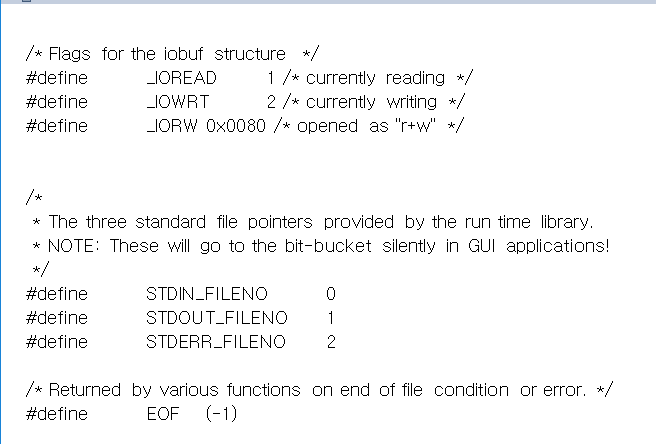 /* Flags for the iobuf structure */
#define _IOREAD 1 /* currently reading */
#define _IOWRT 2 /* currently writing */
#define _IORW 0x0080 /* opened as "r+w" */
/*
* The three standard file pointers provided by the run time library.
* NOTE: These will go to the bit-bucket silently in GUI applications!
*/
#define STDIN_FILENO 0
#define STDOUT_FILENO 1
#define STDERR_FILENO 2
/* Returned by various functions on end of file condition or error. */
#define EOF (-1)